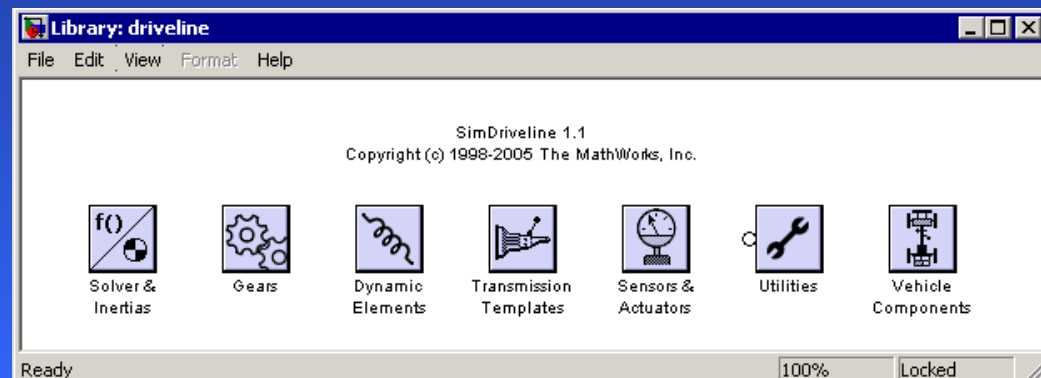 Library: driveline
File Edit View Format Help
SimDriveline 1.1
Copyright (c) 1998-2005 The MathWorks, Inc.
f()
Solver & Inertias
Gears
Dynamic Elements
Transmission Templates
Sensors & Actuators
Utilities
Vehicle Components
Ready 100% Locked